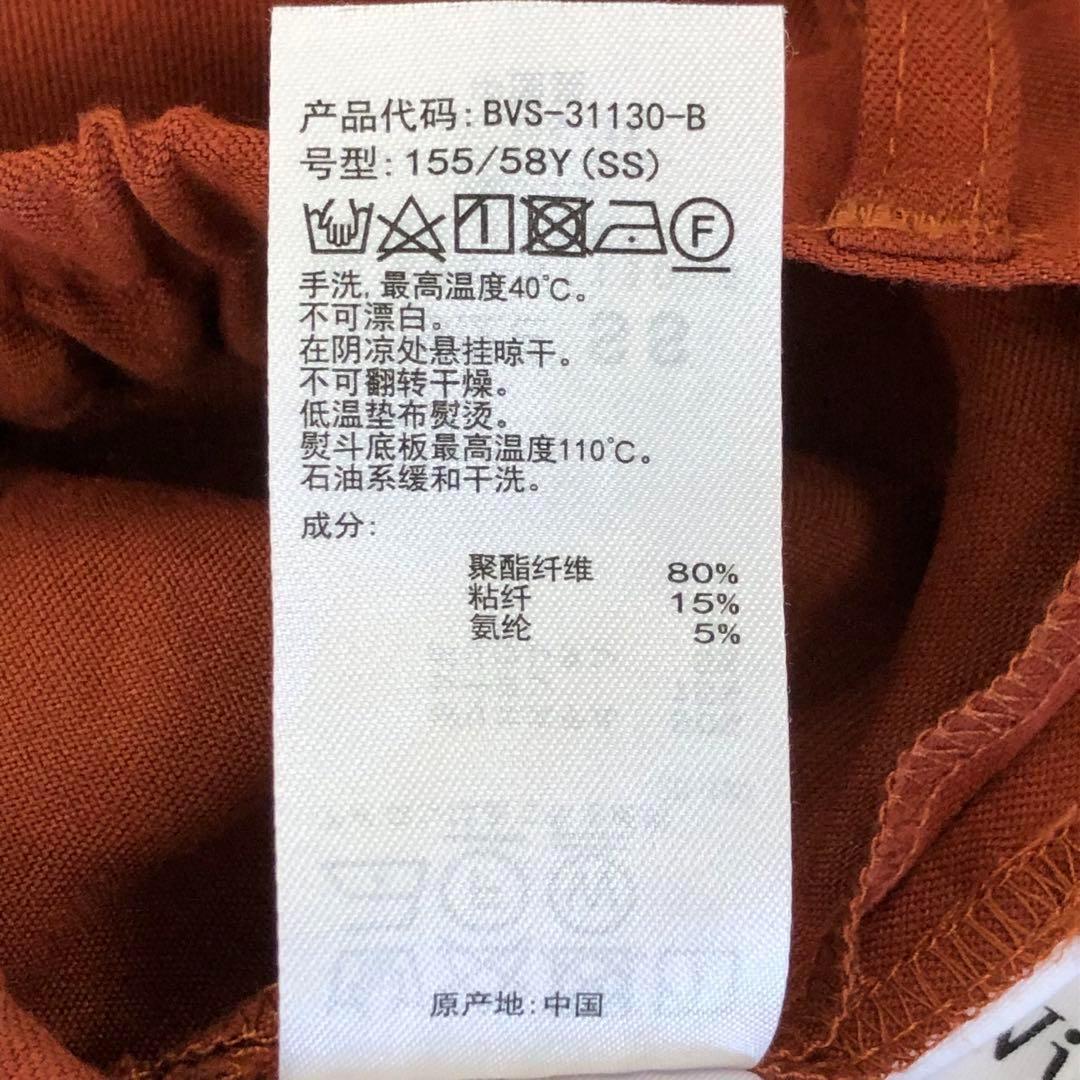 产品代码: BVS-31130-B
号型: 155/58Y(SS)
F
手洗, 最高温度40℃。
不可漂白。
在阴凉处悬挂晾干。
不可翻转干燥。
低温垫布熨烫。
熨斗底板最高温度110℃。
石油系缓和干洗。
成分:
聚酯纤维 80%
粘纤 15%
氨纶 5%
原产地: 中国